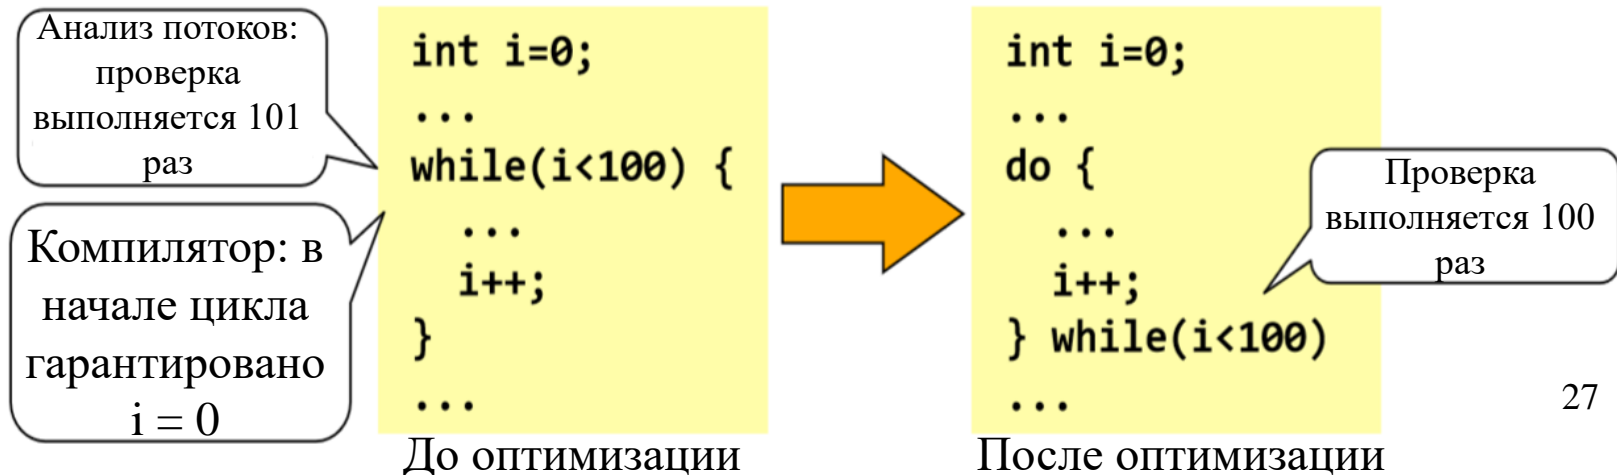 Анализ потоков:
проверка
выполняется 101
раз
Компилятор: в
начале цикла
гарантировано
i = 0
int i=0;
...
while(i<100) {
...
i++;
}
...
До оптимизации
int i=0;
...
do {
...
i++;
} while(i<100)
...
После оптимизации
Проверка
выполняется 100
раз
27